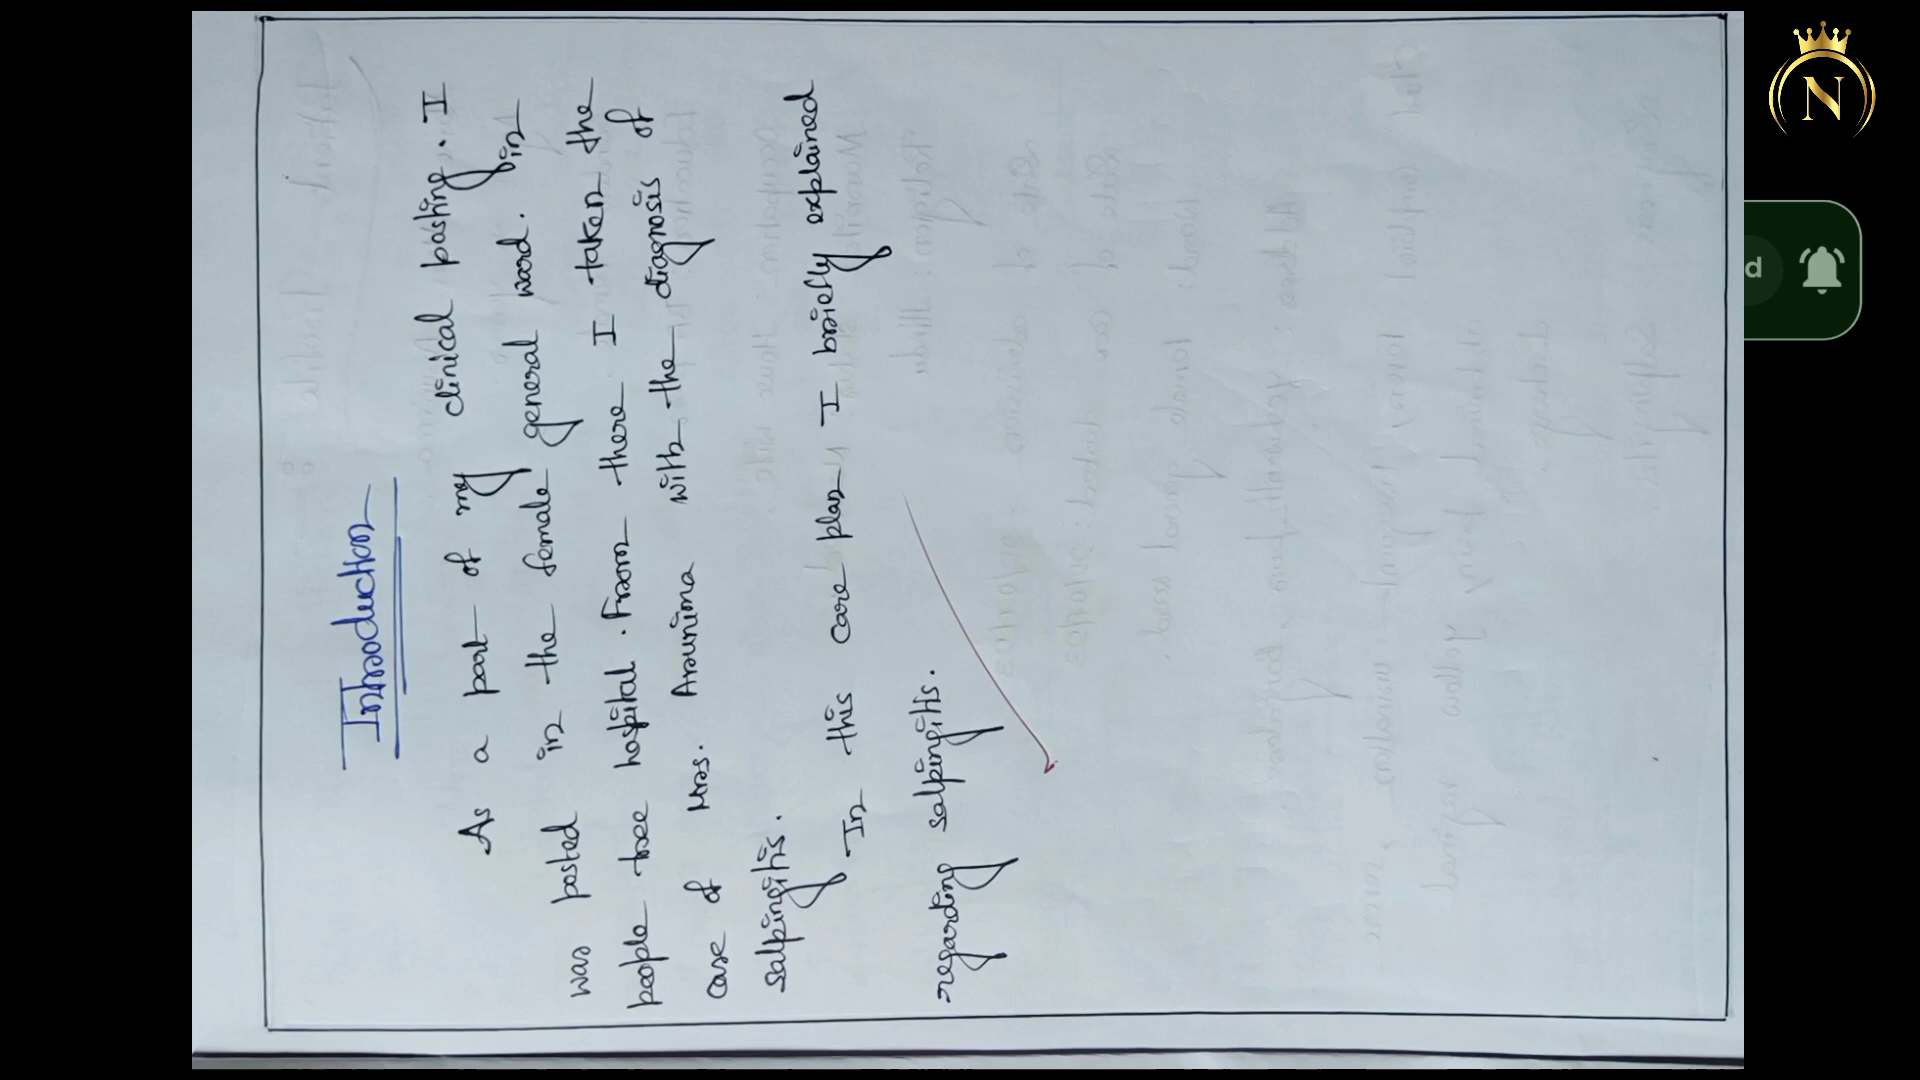 Introduction
As a part of my clinical posting. I
was posted in the female general ward. in
people tree hospital. From there I taken the
case of Mrs. Arunima with the diagnosis of
salpingitis.
In this care plan I briefly explained
regarding salpingitis.
N
d